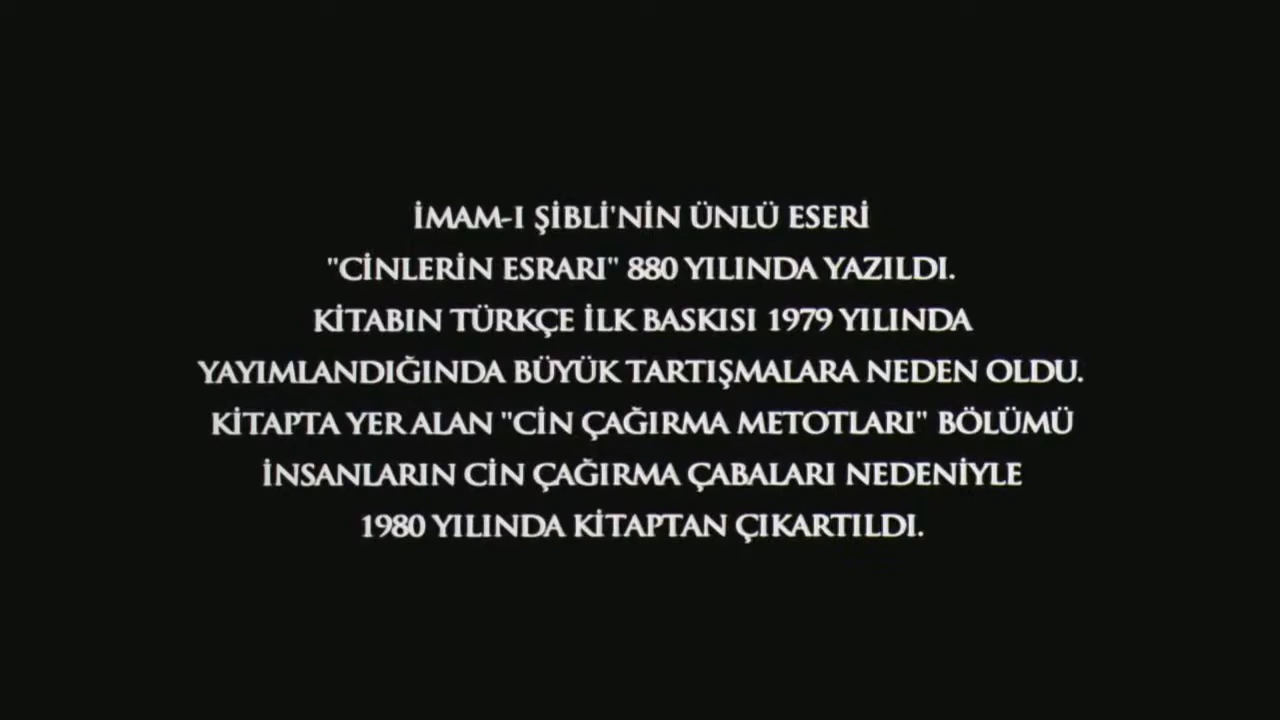 İMAM-I ŞİBLİ'NİN ÜNLÜ ESERİ
"CİNLERİN ESRARI" 880 YILINDA YAZILDI.
KİTABIN TÜRKÇE İLK BASKISI 1979 YILINDA
YAYIMLANDIĞINDA BÜYÜK TARTIŞMALARA NEDEN OLDU.
KİTAPTA YER ALAN "CİN ÇAĞIRMA METOTLARI" BÖLÜMÜ
İNSANLARIN CİN ÇAĞIRMA ÇABALARI NEDENİYLE
1980 YILINDA KİTAPTAN ÇIKARTILDI.